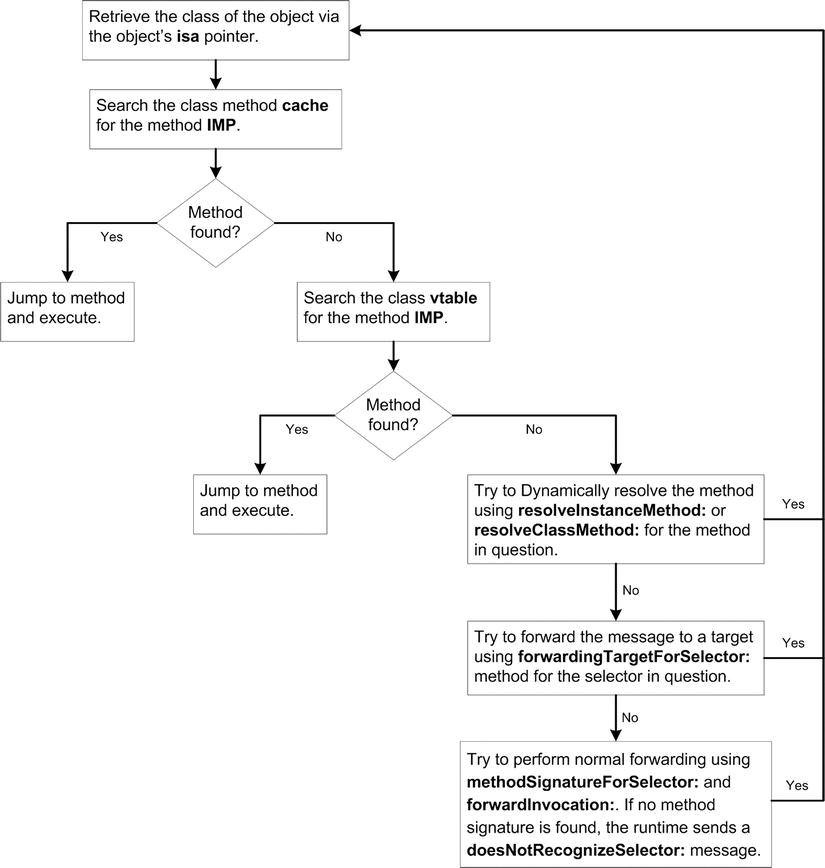 Retrieve the class of the object via
the object's isa pointer.
Search the class method cache
for the method IMP.
Method
found?
Yes
No
Jump to method
and execute.
Search the class vtable
for the method IMP.
Method
found?
Yes
No
Jump to method
and execute.
Try to Dynamically resolve the method
using resolveInstanceMethod: or
resolveClassMethod: for the method
in question.
Yes
No
Try to forward the message to a target
using forwardingTargetForSelector:
method for the selector in question.
Yes
No
Try to perform normal forwarding using
methodSignatureForSelector: and
forwardInvocation:. If no method
signature is found, the runtime sends a
doesNotRecognizeSelector: message.
Yes